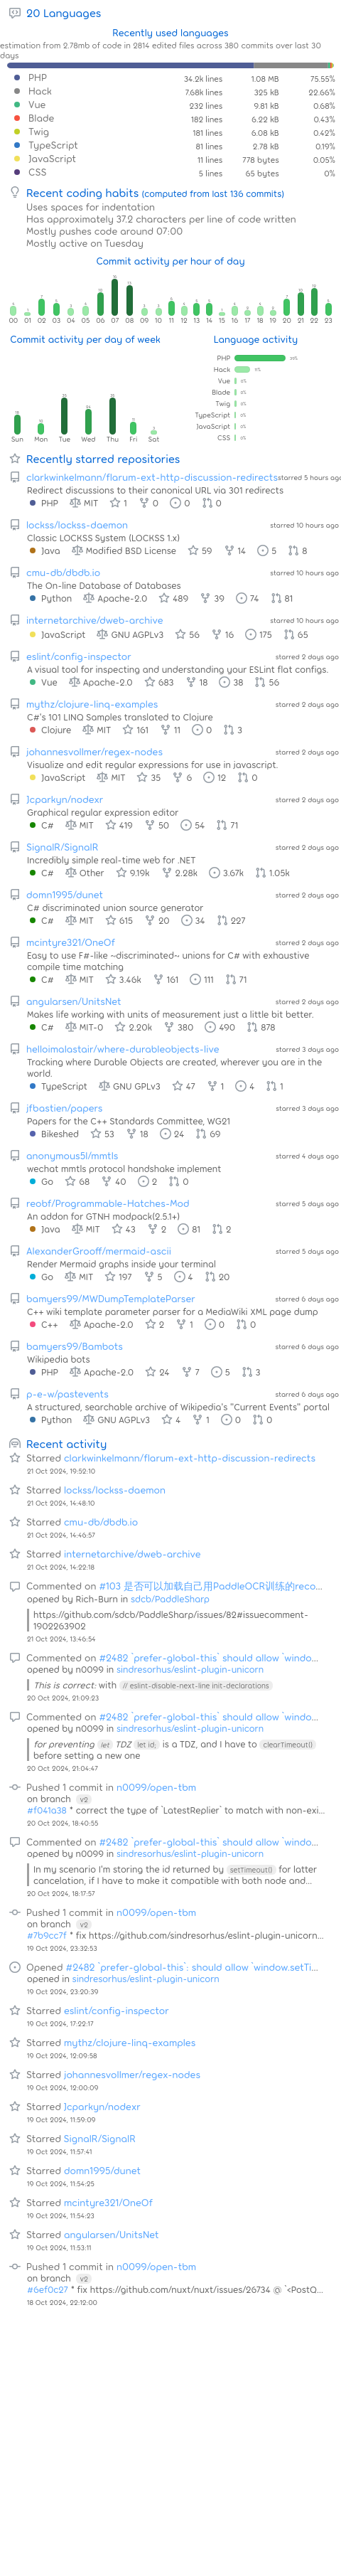 20 Languages
Recently used languages
estimation from 2.78mb of code in 2814 edited files across 380 commits over last 30
days
PHP 34.2k lines 1.08 MB 75.55%
Hack 7.68k lines 325 kB 22.66%
Vue 232 lines 9.81 kB 0.68%
Blade 182 lines 6.22 kB 0.43%
Twig 181 lines 6.08 kB 0.42%
TypeScript 81 lines 2.78 kB 0.19%
JavaScript 11 lines 778 bytes 0.05%
CSS 5 lines 65 bytes 0%
Recent coding habits (computed from last 136 commits)
Uses spaces for indentation
Has approximately 37.2 characters per line of code written
Mostly pushes code around 07:00
Mostly active on Tuesday
Commit activity per hour of day
00 01 02 03 04 05 06 07 08 09 10 11 12 13 14 15 16 17 18 19 20 21 22 23
Commit activity per day of week
Sun Mon Tue Wed Thu Fri Sat
Language activity
PHP
Hack
Vue
Blade
Twig
TypeScript
JavaScript
CSS
Recently starred repositories
clarkwinkelmann/flarum-ext-http-discussion-redirects starred 5 hours ago
Redirect discussions to their canonical URL via 301 redirects
PHP MIT 1 0 0 0
lockss/lockss-daemon starred 10 hours ago
Classic LOCKSS System (LOCKSS 1.x)
Java Modified BSD License 59 14 5 8
cmu-db/dbdb.io starred 10 hours ago
The On-line Database of Databases
Python Apache-2.0 489 39 74 81
internetarchive/dweb-archive starred 10 hours ago
JavaScript GNU AGPLv3 56 16 175 65
eslint/config-inspector starred 2 days ago
A visual tool for inspecting and understanding your ESLint flat configs.
Vue Apache-2.0 683 18 38 56
mythz/clojure-linq-examples starred 2 days ago
C#'s 101 LINQ Samples translated to Clojure
Clojure MIT 161 11 0 3
johannesvollmer/regex-nodes starred 2 days ago
Visualize and edit regular expressions for use in javascript.
JavaScript MIT 35 6 12 0
Jcparkyn/nodexr starred 2 days ago
Graphical regular expression editor
C# MIT 419 50 54 71
SignalR/SignalR starred 2 days ago
Incredibly simple real-time web for .NET
C# Other 9.19k 2.28k 3.67k 1.05k
domn1995/dunet starred 2 days ago
C# discriminated union source generator
C# MIT 615 20 34 227
mcintyre321/OneOf starred 2 days ago
Easy to use F#-like ~discriminated~ unions for C# with exhaustive
compile time matching
C# MIT 3.46k 161 111 71
angularsen/UnitsNet starred 2 days ago
Makes life working with units of measurement just a little bit better.
C# MIT-0 2.20k 380 490 878
helloimalastair/where-durableobjects-live starred 3 days ago
Tracking where Durable Objects are created, wherever you are in the
world.
TypeScript GNU GPLv3 47 1 4 1
jfbastien/papers starred 3 days ago
Papers for the C++ Standards Committee, WG21
Bikeshed 53 18 24 69
anonymous5l/mmtls starred 4 days ago
wechat mmtls protocol handshake implement
Go 68 40 2 0
reobf/Programmable-Hatches-Mod starred 5 days ago
An addon for GTNH modpack(2.5.1+)
Java MIT 43 2 81 2
AlexanderGrooff/mermaid-ascii starred 5 days ago
Render Mermaid graphs inside your terminal
Go MIT 197 5 4 20
bamyers99/MWDumpTemplateParser starred 6 days ago
C++ wiki template parameter parser for a MediaWiki XML page dump
C++ Apache-2.0 2 1 0 0
bamyers99/Bambots starred 6 days ago
Wikipedia bots
PHP Apache-2.0 24 7 5 3
p-e-w/pastevents starred 6 days ago
A structured, searchable archive of Wikipedia's "Current Events" portal
Python GNU AGPLv3 4 1 0 0
Recent activity
Starred clarkwinkelmann/flarum-ext-http-discussion-redirects
21 Oct 2024, 19:52:10
Starred lockss/lockss-daemon
21 Oct 2024, 14:48:10
Starred cmu-db/dbdb.io
21 Oct 2024, 14:46:57
Starred internetarchive/dweb-archive
21 Oct 2024, 14:22:18
Commented on #103 是否可以加载自己用PaddleOCR训练的reco...
opened by Rich-Burn in sdcb/PaddleSharp
https://github.com/sdcb/PaddleSharp/issues/82#issuecomment-
1902263902
21 Oct 2024, 13:46:54
Commented on #2482 `prefer-global-this` should allow `windo...
opened by n0099 in sindresorhus/eslint-plugin-unicorn
This is correct: with // eslint-disable-next-line init-declarations
20 Oct 2024, 21:09:23
Commented on #2482 `prefer-global-this` should allow `windo...
opened by n0099 in sindresorhus/eslint-plugin-unicorn
for preventing let TDZ let id; is a TDZ, and I have to clearTimeout()
before setting a new one
20 Oct 2024, 21:04:47
Pushed 1 commit in n0099/open-tbm
on branch v2
#f041a38 * correct the type of `LatestReplier` to match with non-exi...
20 Oct 2024, 18:40:55
Commented on #2482 `prefer-global-this` should allow `windo...
opened by n0099 in sindresorhus/eslint-plugin-unicorn
In my scenario I'm storing the id returned by setTimeout() for latter
cancelation, if I have to make it compatible with both node and...
20 Oct 2024, 18:17:57
Pushed 1 commit in n0099/open-tbm
on branch v2
#7b9cc7f * fix https://github.com/sindresorhus/eslint-plugin-unicorn...
19 Oct 2024, 23:32:53
Opened #2482 `prefer-global-this`: should allow `window.setTi...
opened in sindresorhus/eslint-plugin-unicorn
19 Oct 2024, 23:20:39
Starred eslint/config-inspector
19 Oct 2024, 17:22:17
Starred mythz/clojure-linq-examples
19 Oct 2024, 12:09:58
Starred johannesvollmer/regex-nodes
19 Oct 2024, 12:00:09
Starred Jcparkyn/nodexr
19 Oct 2024, 11:59:09
Starred SignalR/SignalR
19 Oct 2024, 11:57:41
Starred domn1995/dunet
19 Oct 2024, 11:54:25
Starred mcintyre321/OneOf
19 Oct 2024, 11:54:23
Starred angularsen/UnitsNet
19 Oct 2024, 11:53:11
Pushed 1 commit in n0099/open-tbm
on branch v2
#6ef0c27 * fix https://github.com/nuxt/nuxt/issues/26734 @ `<PostQ...
18 Oct 2024, 22:12:00